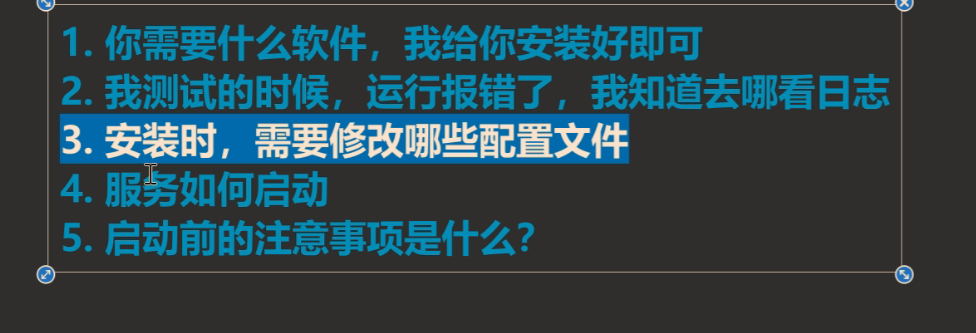 1. 你需要什么软件，我给你安装好即可
2. 我测试的时候，运行报错了，我知道去哪看日志
3. 安装时，需要修改哪些配置文件
4. 服务如何启动
5. 启动前的注意事项是什么？